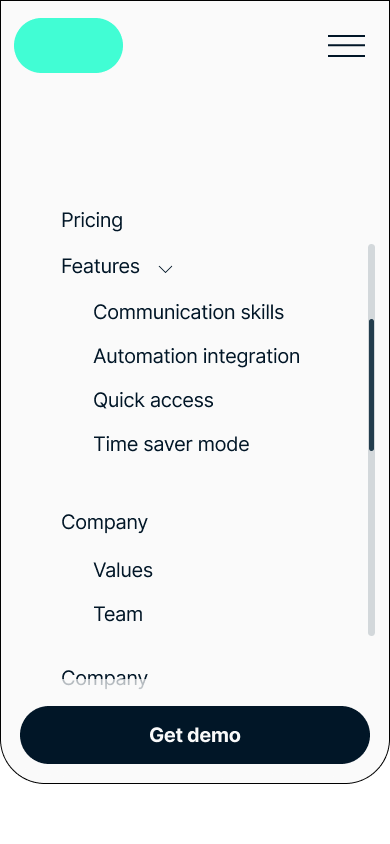 Pricing
Features
Communication skills
Automation integration
Quick access
Time saver mode
Company
Values
Team
Company
Get demo